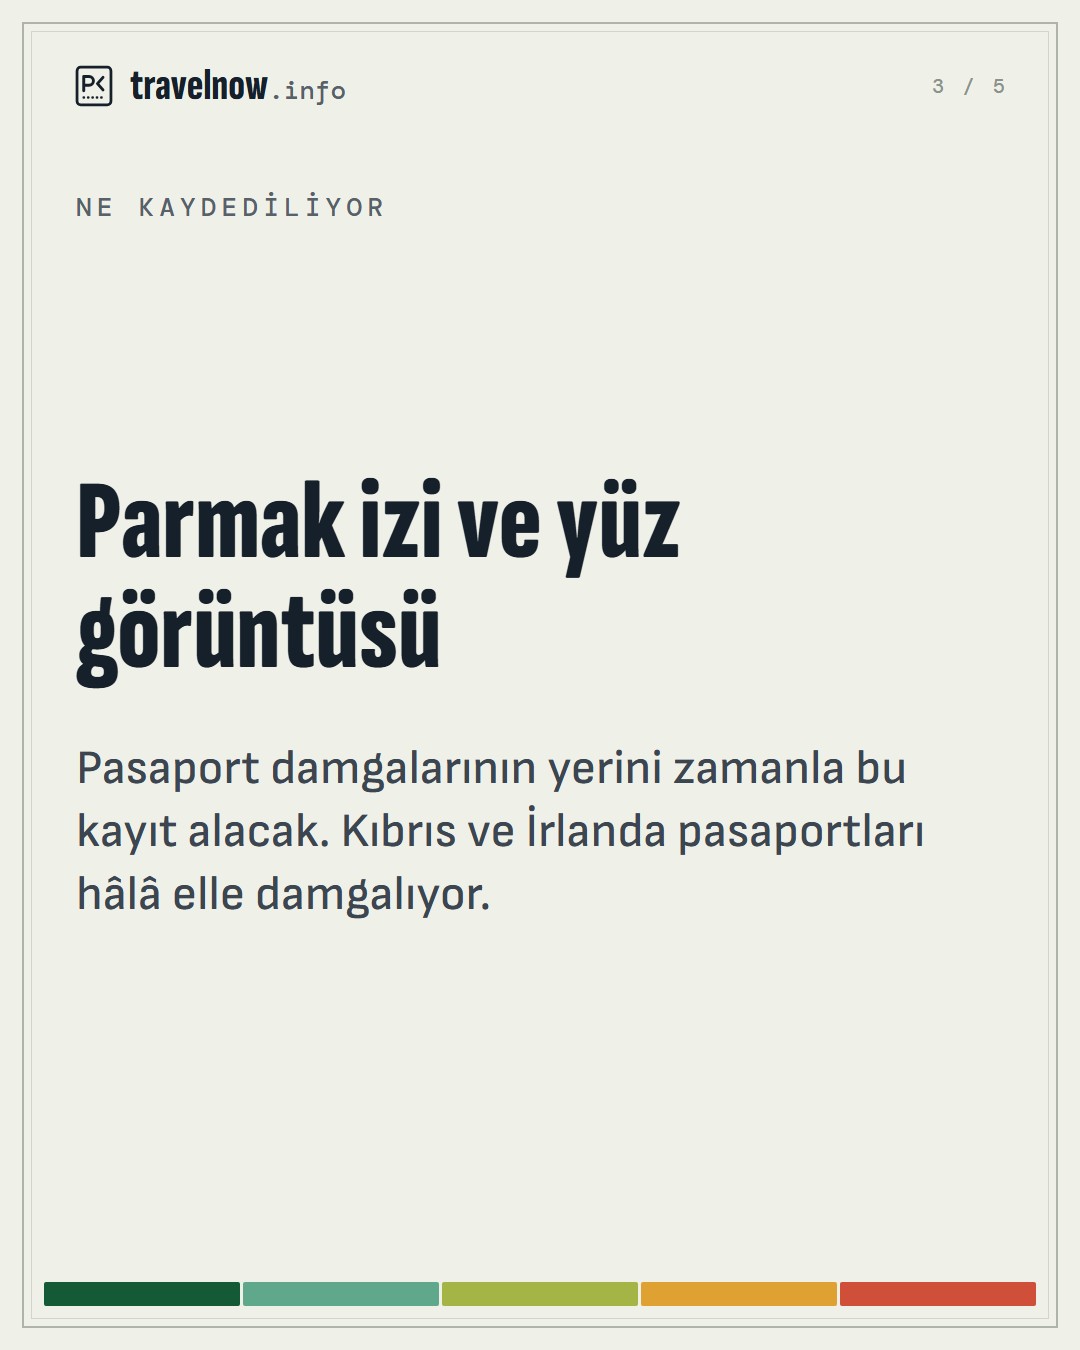 travelnow.info
3 / 5
NE KAYDEDİLİYOR
Parmak izi ve yüz
görüntüsü
Pasaport damgalarının yerini zamanla bu
kayıt alacak. Kıbrıs ve İrlanda pasaportları
hâlâ elle damgalıyor.